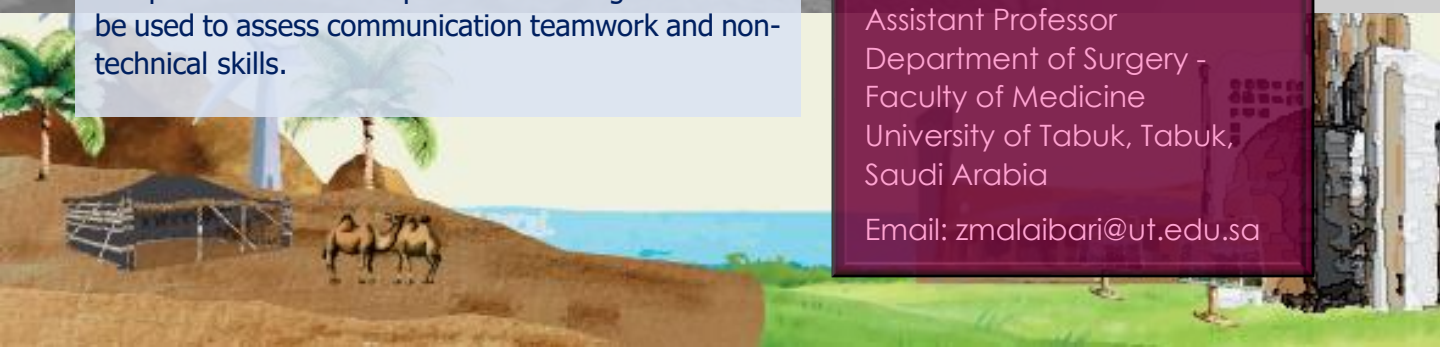 be used to assess communication teamwork and non-
technical skills.
Assistant Professor
Department of Surgery -
Faculty of Medicine
University of Tabuk, Tabuk,
Saudi Arabia
Email: zmalaibari@ut.edu.sa